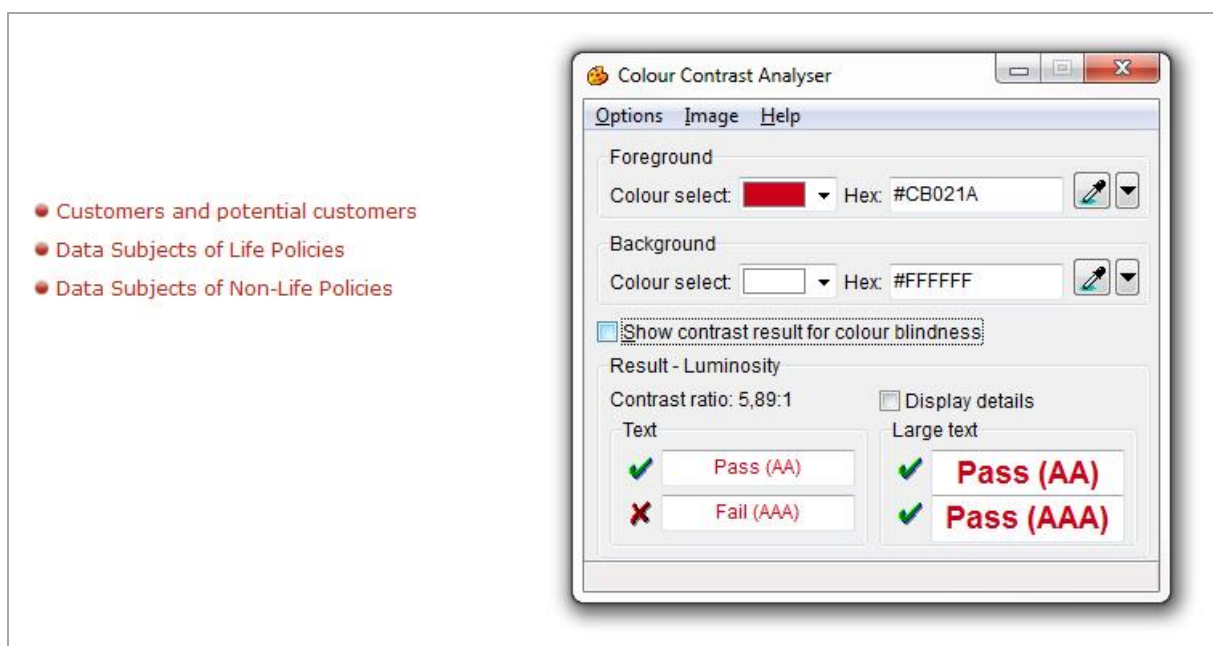 Customers and potential customers
Data Subjects of Life Policies
Data Subjects of Non-Life Policies
Colour Contrast Analyser
Options Image Help
Foreground
Colour select: Hex: #CB021A
Background
Colour select: Hex: #FFFFFF
Show contrast result for colour blindness
Result - Luminosity
Contrast ratio: 5,89:1 Display details
Text Large text
Pass (AA) Pass (AA)
Fail (AAA) Pass (AAA)